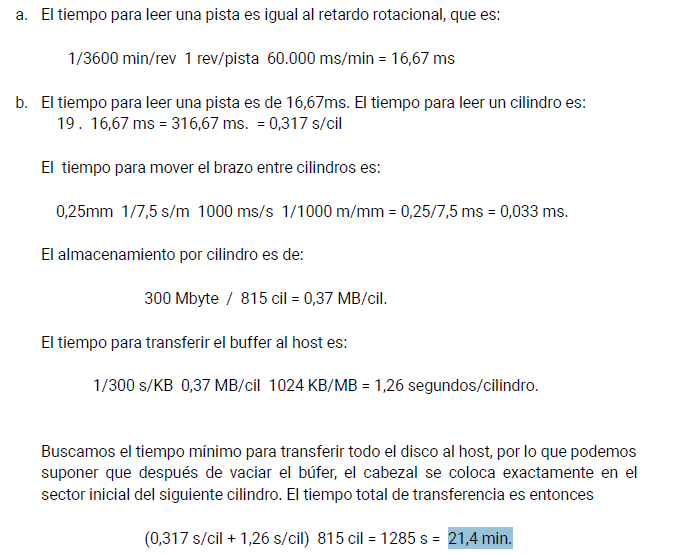 a. El tiempo para leer una pista es igual al retardo rotacional, que es:
1/3600 min/rev 1 rev/pista 60.000 ms/min = 16,67 ms
b. El tiempo para leer una pista es de 16,67ms. El tiempo para leer un cilindro es:
19 . 16,67 ms = 316,67 ms. = 0,317 s/cil
El tiempo para mover el brazo entre cilindros es:
0,25mm 1/7,5 s/m 1000 ms/s 1/1000 m/mm = 0,25/7,5 ms = 0,033 ms.
El almacenamiento por cilindro es de:
300 Mbyte / 815 cil = 0,37 MB/cil.
El tiempo para transferir el buffer al host es:
1/300 s/KB 0,37 MB/cil 1024 KB/MB = 1,26 segundos/cilindro.
Buscamos el tiempo mínimo para transferir todo el disco al host, por lo que podemos
suponer que después de vaciar el búfer, el cabezal se coloca exactamente en el
sector inicial del siguiente cilindro. El tiempo total de transferencia es entonces
(0,317 s/cil + 1,26 s/cil) 815 cil = 1285 s = 21,4 min.